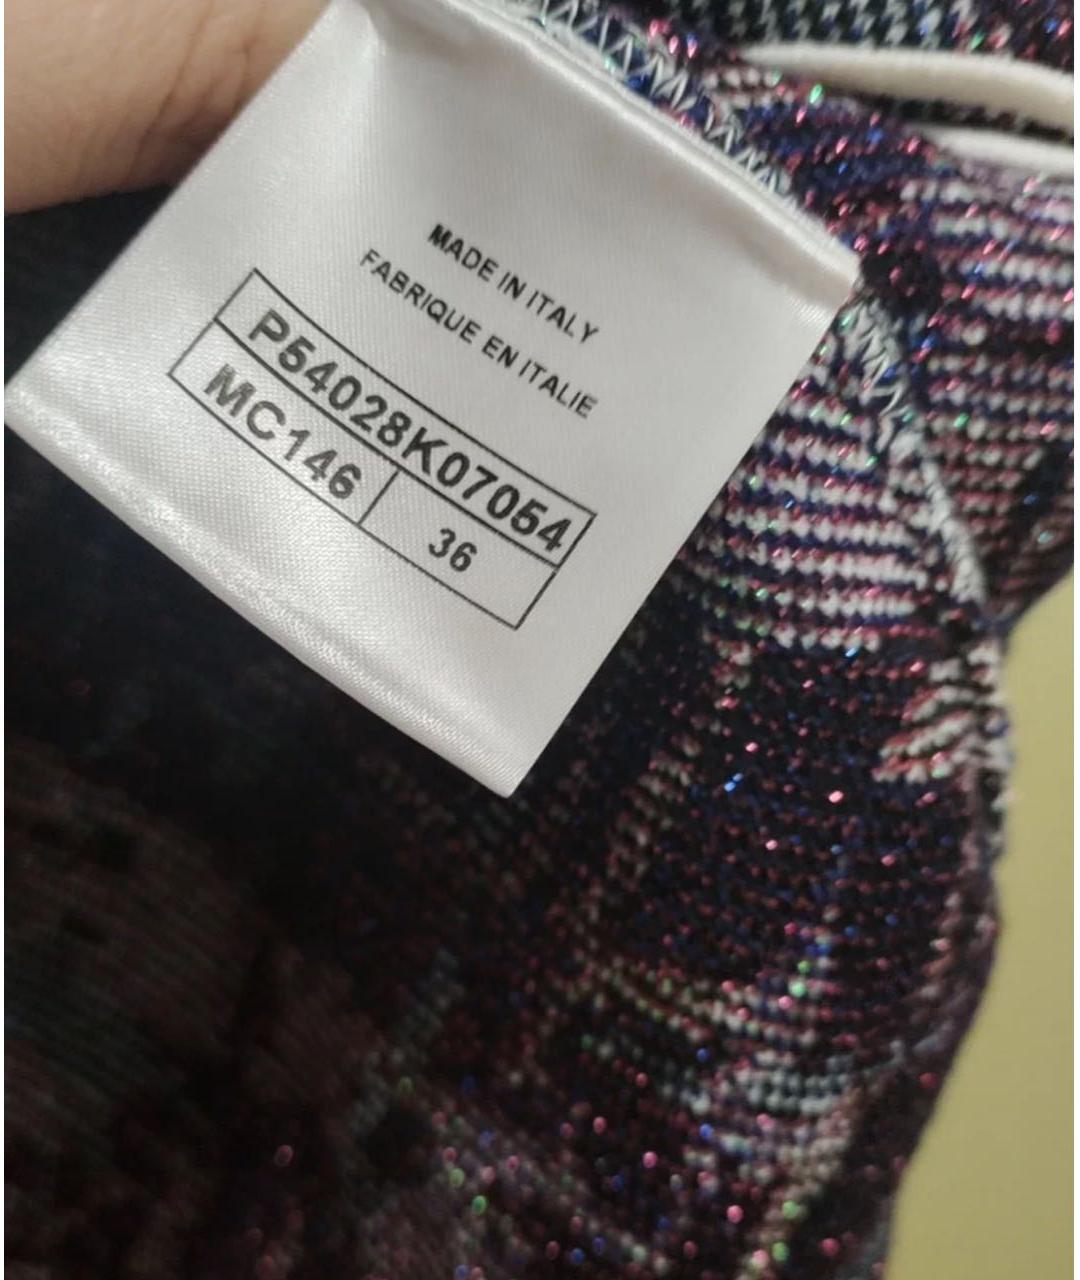 MADE IN ITALY
FABRIQUE EN ITALIE
P54028K07054
MC146 36